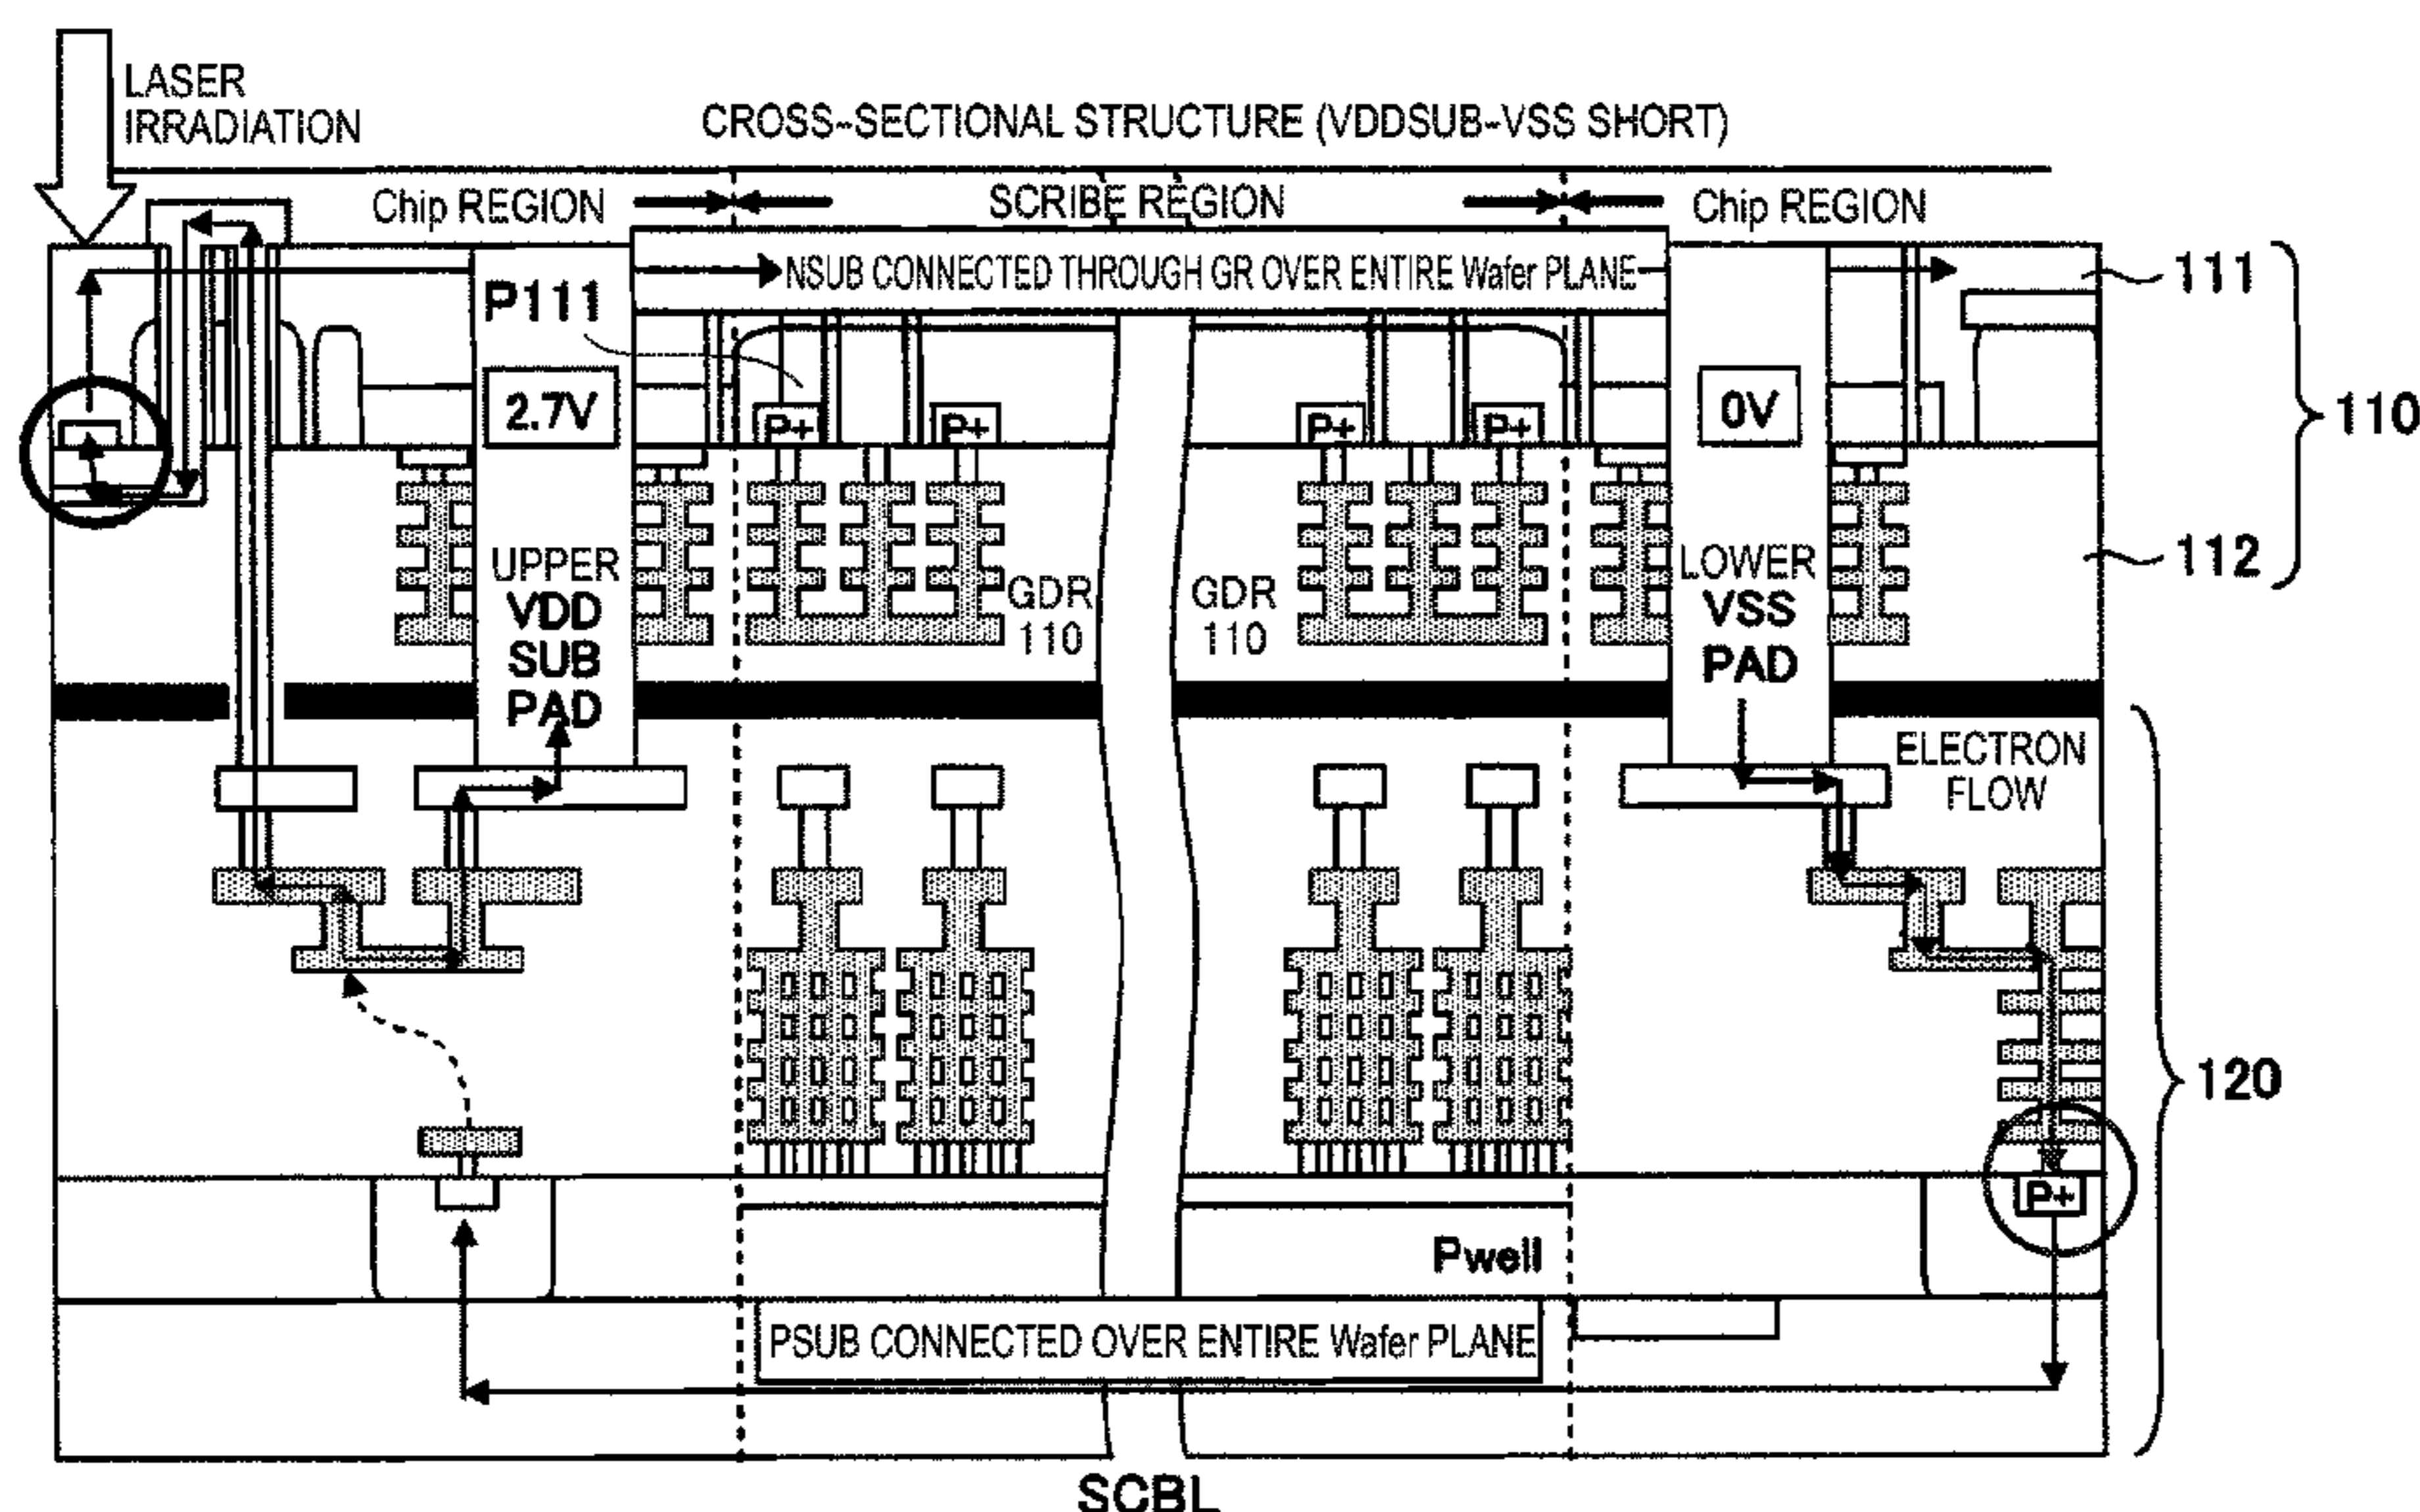 LASER
IRRADIATION
CROSS-SECTIONAL STRUCTURE (VDDSUB-VSS SHORT)
Chip REGION
SCRIBE REGION
Chip REGION
NSUB CONNECTED THROUGH GR OVER ENTIRE Wafer PLANE
111
P111
2.7V
0V
110
P+
P+
P+
P+
112
UPPER
VDD
SUB
PAD
GDR
110
GDR
110
LOWER
VSS
PAD
ELECTRON
FLOW
120
P+
Pwell
PSUB CONNECTED OVER ENTIRE Wafer PLANE
SCBL